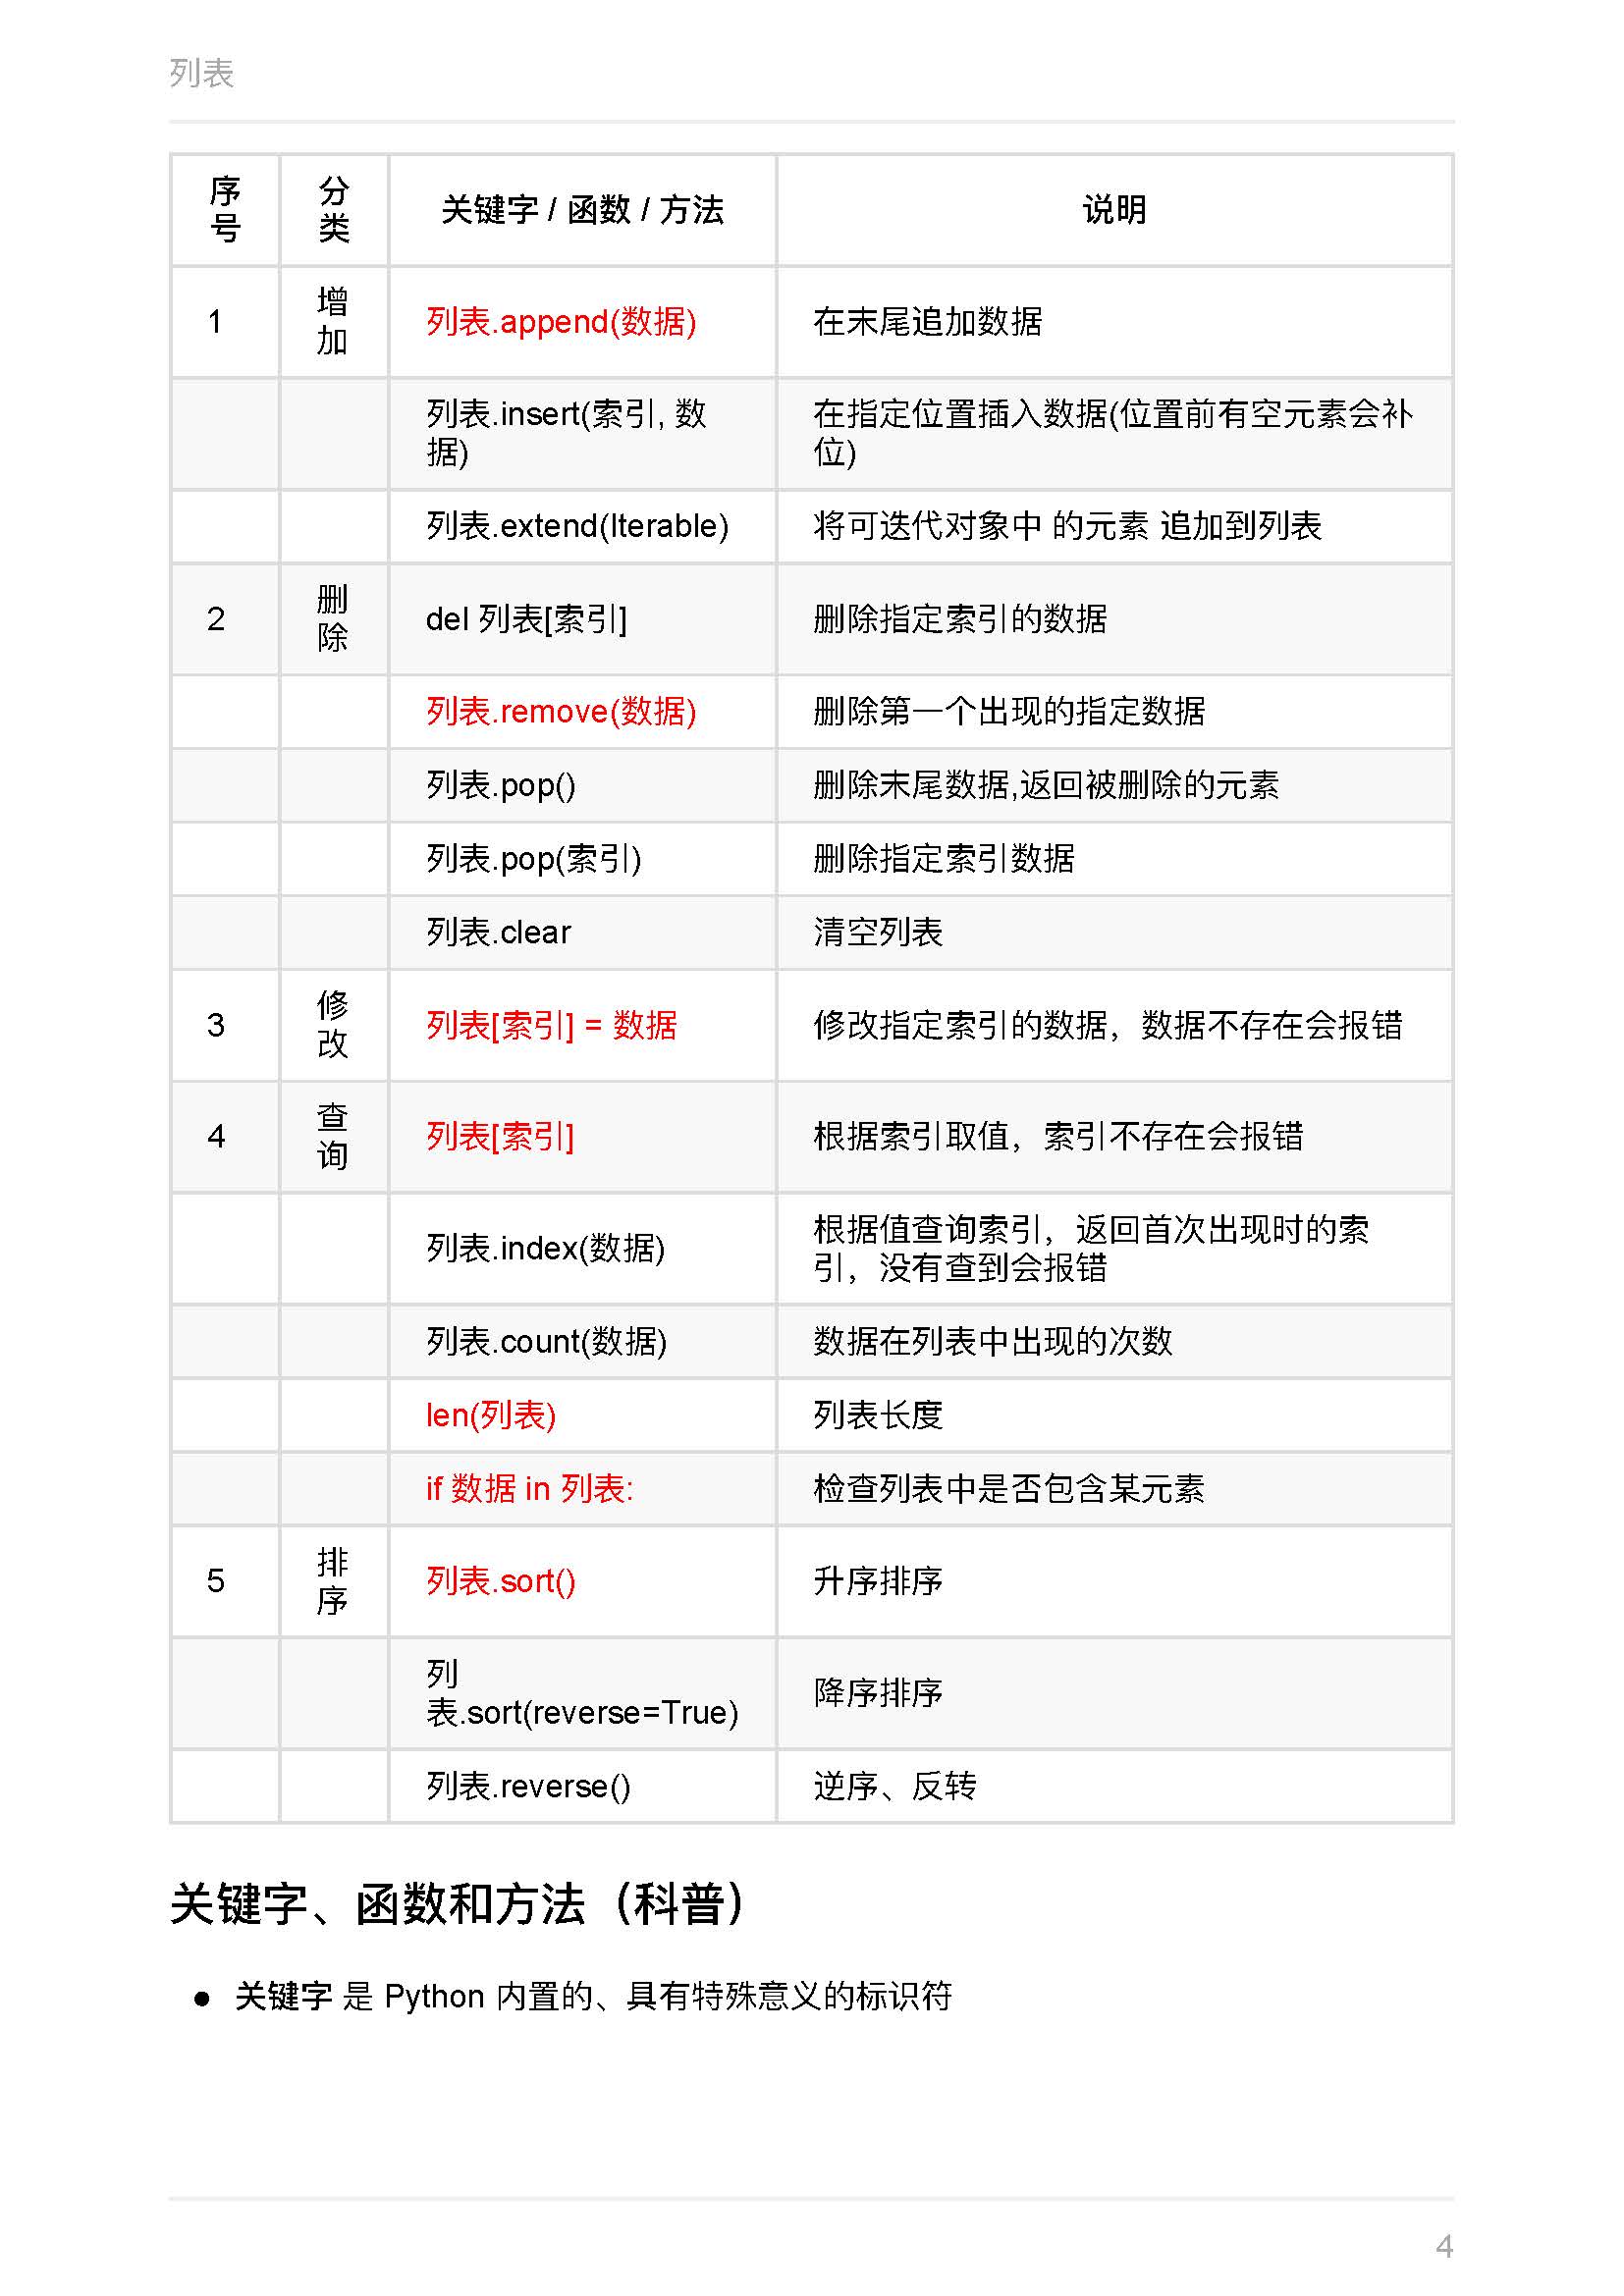 列表
序号 分类 关键字 / 函数 / 方法 说明
1 增加 列表.append(数据) 在末尾追加数据
列表.insert(索引, 数据) 在指定位置插入数据(位置前有空元素会补位)
列表.extend(Iterable) 将可迭代对象中 的元素 追加到列表
2 删除 del 列表[索引] 删除指定索引的数据
列表.remove(数据) 删除第一个出现的指定数据
列表.pop() 删除末尾数据,返回被删除的元素
列表.pop(索引) 删除指定索引数据
列表.clear 清空列表
3 修改 列表[索引] = 数据 修改指定索引的数据，数据不存在会报错
4 查询 列表[索引] 根据索引取值，索引不存在会报错
列表.index(数据) 根据值查询索引，返回首次出现时的索引，没有查到会报错
列表.count(数据) 数据在列表中出现的次数
len(列表) 列表长度
if 数据 in 列表: 检查列表中是否包含某元素
5 排序 列表.sort() 升序排序
列表.sort(reverse=True) 降序排序
列表.reverse() 逆序、反转
关键字、函数和方法（科普）
● 关键字 是 Python 内置的、具有特殊意义的标识符
4